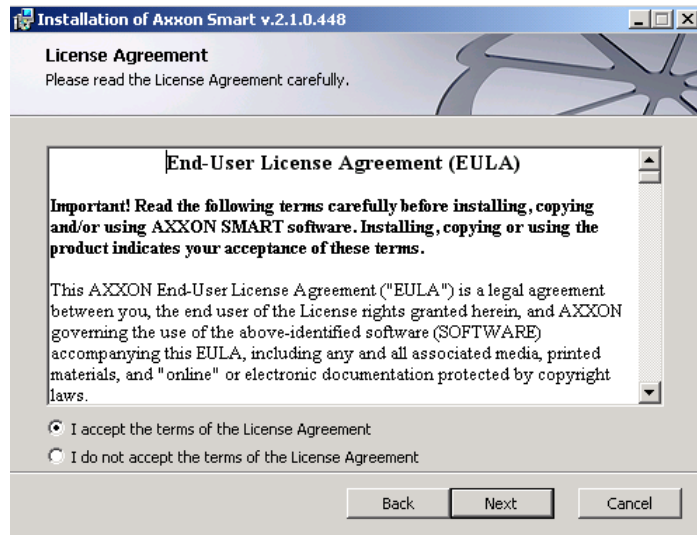 Installation of Axxon Smart v.2.1.0.448
License Agreement
Please read the License Agreement carefully.
End-User License Agreement (EULA)
Important! Read the following terms carefully before installing, copying
and/or using AXXON SMART software. Installing, copying or using the
product indicates your acceptance of these terms.
This AXXON End-User License Agreement ("EULA") is a legal agreement
between you, the end user of the License rights granted herein, and AXXON
governing the use of the above-identified software (SOFTWARE)
accompanying this EULA, including any and all associated media, printed
materials, and "online" or electronic documentation protected by copyright
laws.
I accept the terms of the License Agreement
I do not accept the terms of the License Agreement
Back Next Cancel